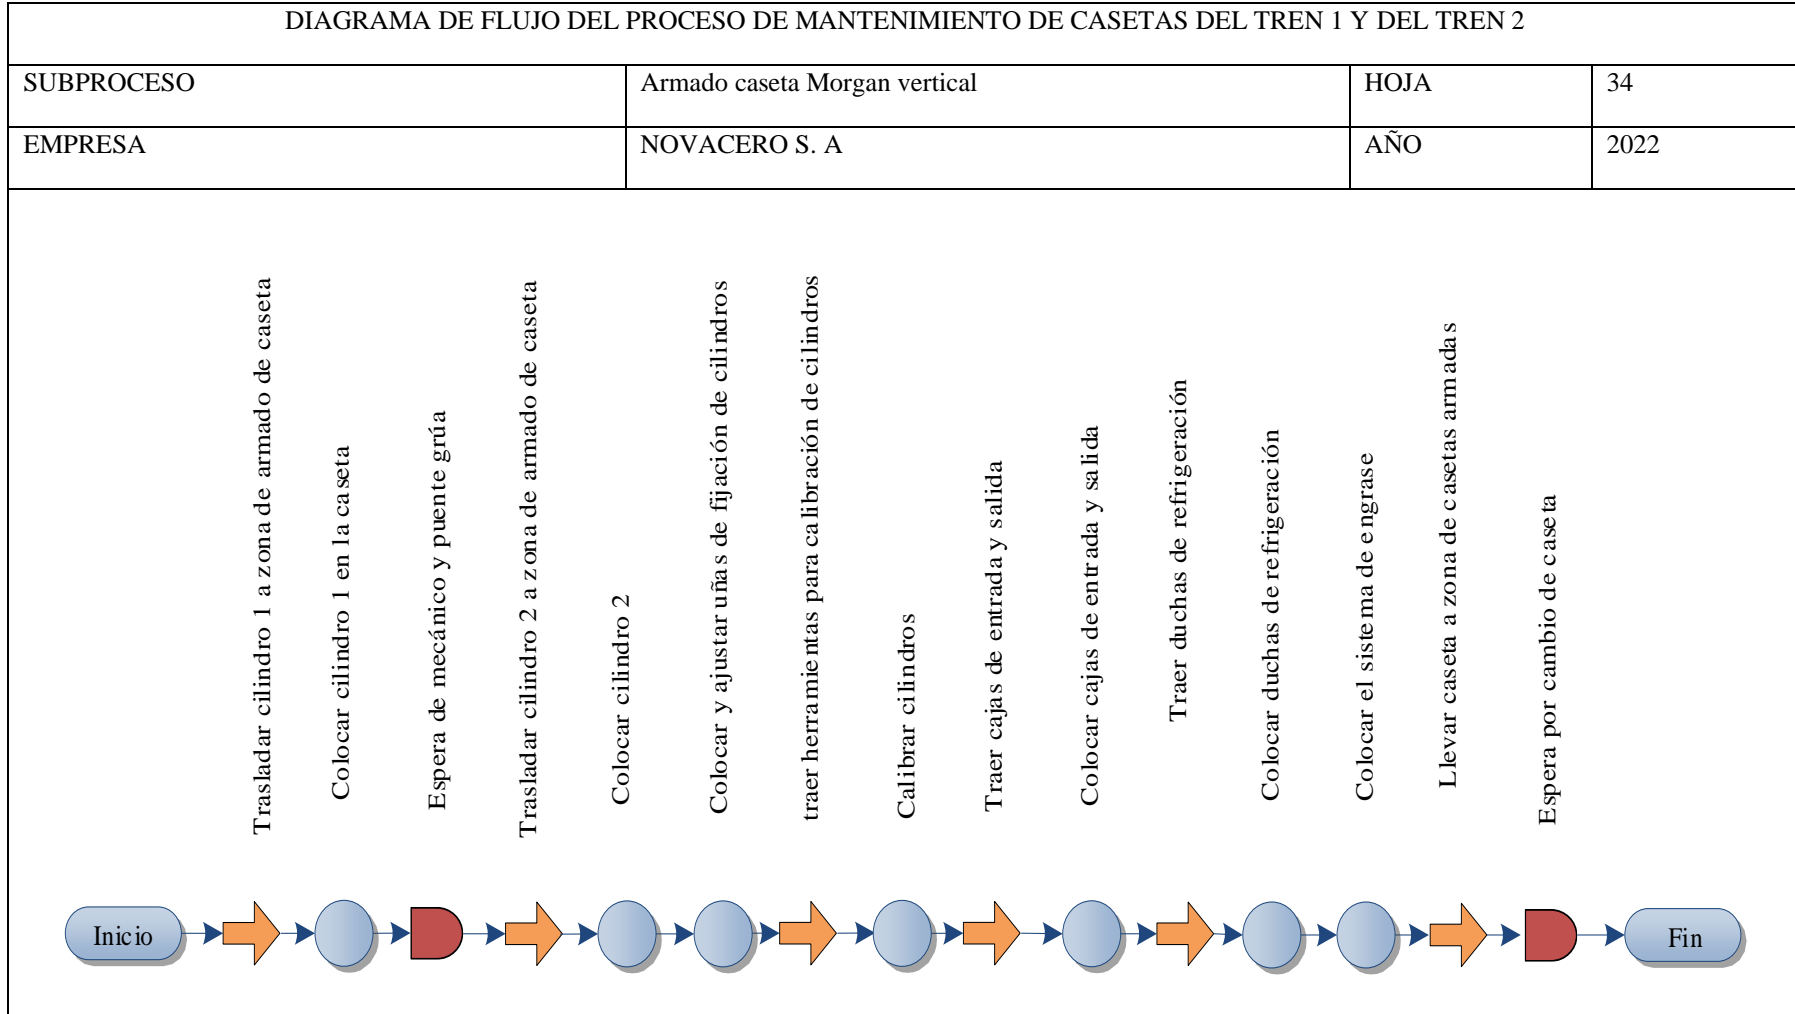 DIAGRAMA DE FLUJO DEL PROCESO DE MANTENIMIENTO DE CASETAS DEL TREN 1 Y DEL TREN 2
SUBPROCESO
Armado caseta Morgan vertical
HOJA
34
EMPRESA
NOVACERO S. A
AÑO
2022
Trasladar cilindro 1 a zona de armado de caseta
Colocar cilindro 1 en la caseta
Espera de mecánico y puente grúa
Trasladar cilindro 2 a zona de armado de caseta
Colocar cilindro 2
Colocar y ajustar uñas de fijación de cilindros
traer herramientas para calibración de cilindros
Calibrar cilindros
Traer cajas de entrada y salida
Colocar cajas de entrada y salida
Traer duchas de refrigeración
Colocar duchas de refrigeración
Colocar el sistema de engrase
Llevar caseta a zona de casetas armadas
Espera por cambio de caseta
Inicio
Fin